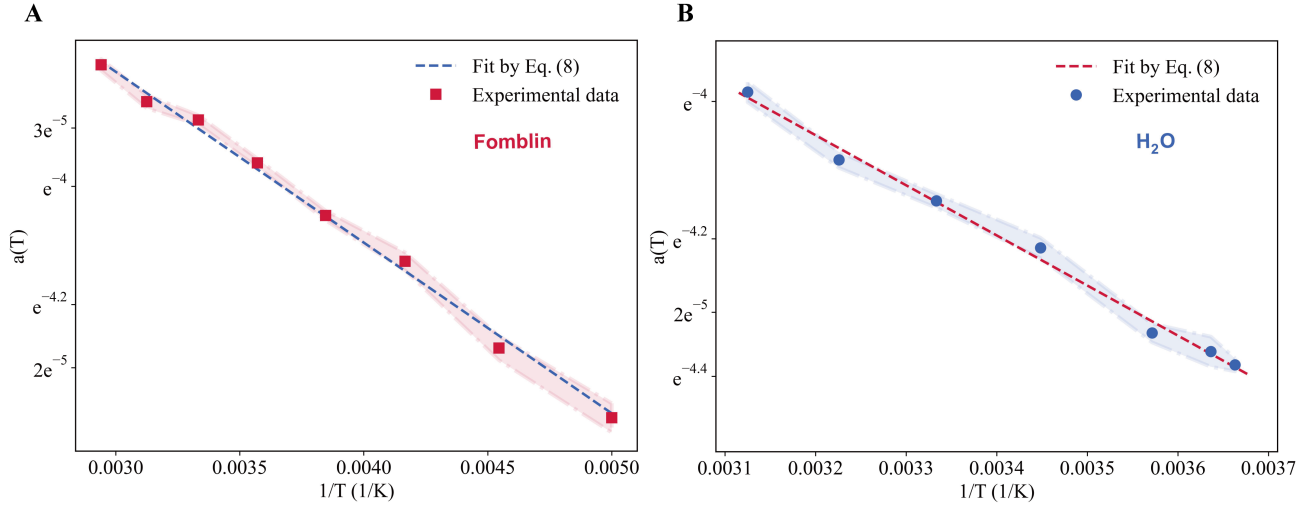 A
Fit by Eq. (8)
Experimental data
Fomblin
3e⁻⁵
e⁻⁴
e⁻⁴·²
2e⁻⁵
a(T)
0.0030
0.0035
0.0040
0.0045
0.0050
1/T (1/K)
B
Fit by Eq. (8)
Experimental data
H₂O
e⁻⁴
e⁻⁴·²
2e⁻⁵
e⁻⁴·⁴
a(T)
0.0031
0.0032
0.0033
0.0034
0.0035
0.0036
0.0037
1/T (1/K)